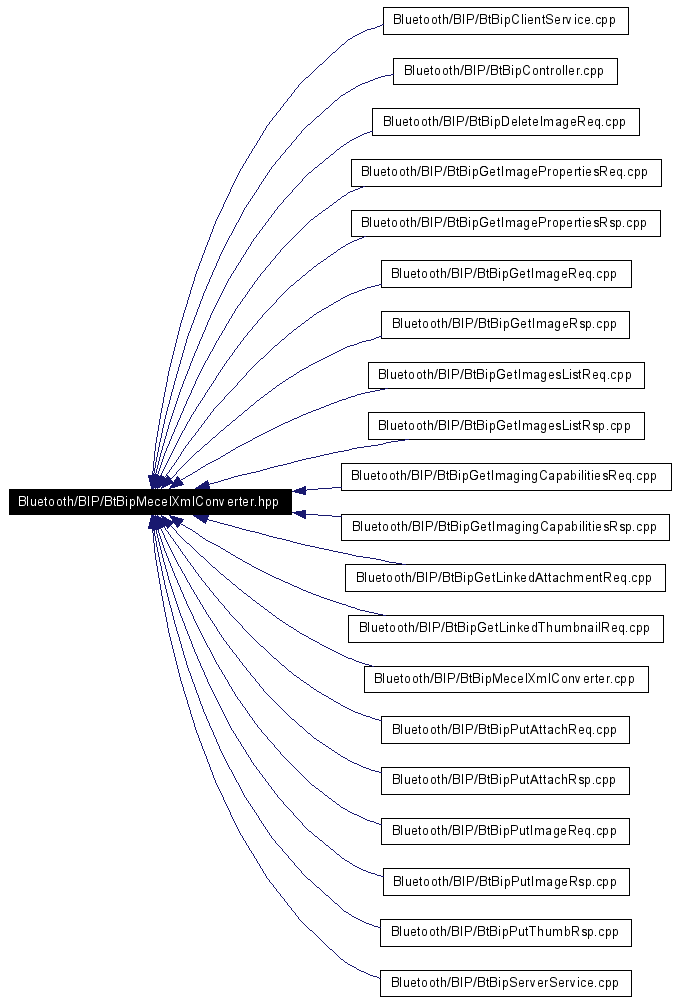 Bluetooth/BIP/BtBipClientService.cpp
Bluetooth/BIP/BtBipController.cpp
Bluetooth/BIP/BtBipDeleteImageReq.cpp
Bluetooth/BIP/BtBipGetImagePropertiesReq.cpp
Bluetooth/BIP/BtBipGetImagePropertiesRsp.cpp
Bluetooth/BIP/BtBipGetImageReq.cpp
Bluetooth/BIP/BtBipGetImageRsp.cpp
Bluetooth/BIP/BtBipGetImagesListReq.cpp
Bluetooth/BIP/BtBipGetImagesListRsp.cpp
Bluetooth/BIP/BtBipGetImagingCapabilitiesReq.cpp
Bluetooth/BIP/BtBipMecelXmlConverter.hpp
Bluetooth/BIP/BtBipGetImagingCapabilitiesRsp.cpp
Bluetooth/BIP/BtBipGetLinkedAttachmentReq.cpp
Bluetooth/BIP/BtBipGetLinkedThumbnailReq.cpp
Bluetooth/BIP/BtBipMecelXmlConverter.cpp
Bluetooth/BIP/BtBipPutAttachReq.cpp
Bluetooth/BIP/BtBipPutAttachRsp.cpp
Bluetooth/BIP/BtBipPutImageReq.cpp
Bluetooth/BIP/BtBipPutImageRsp.cpp
Bluetooth/BIP/BtBipPutThumbRsp.cpp
Bluetooth/BIP/BtBipServerService.cpp